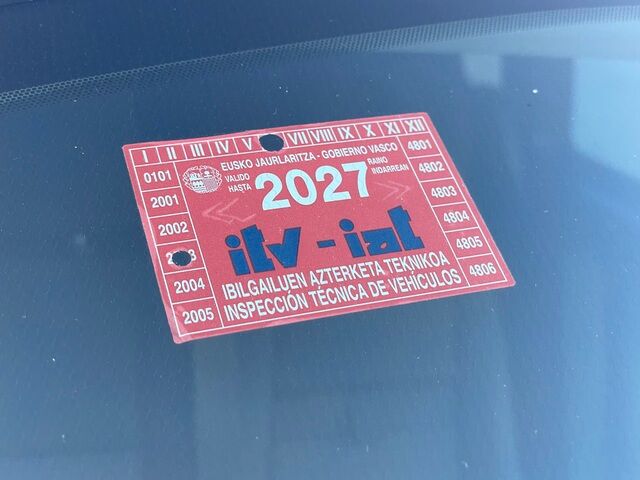 I II III IV V VII VIII IX X XI XII
EUSKO JAURLARITZA - GOBIERNO VASCO
VALIDO HASTA
2027
RAINO INDARREAN
0101
2001
2002
2004
2005
4801
4802
4803
4804
4805
4806
itv - iat
IBILGAILUEN AZTERKETA TEKNIKOA
INSPECCIÓN TÉCNICA DE VEHÍCULOS